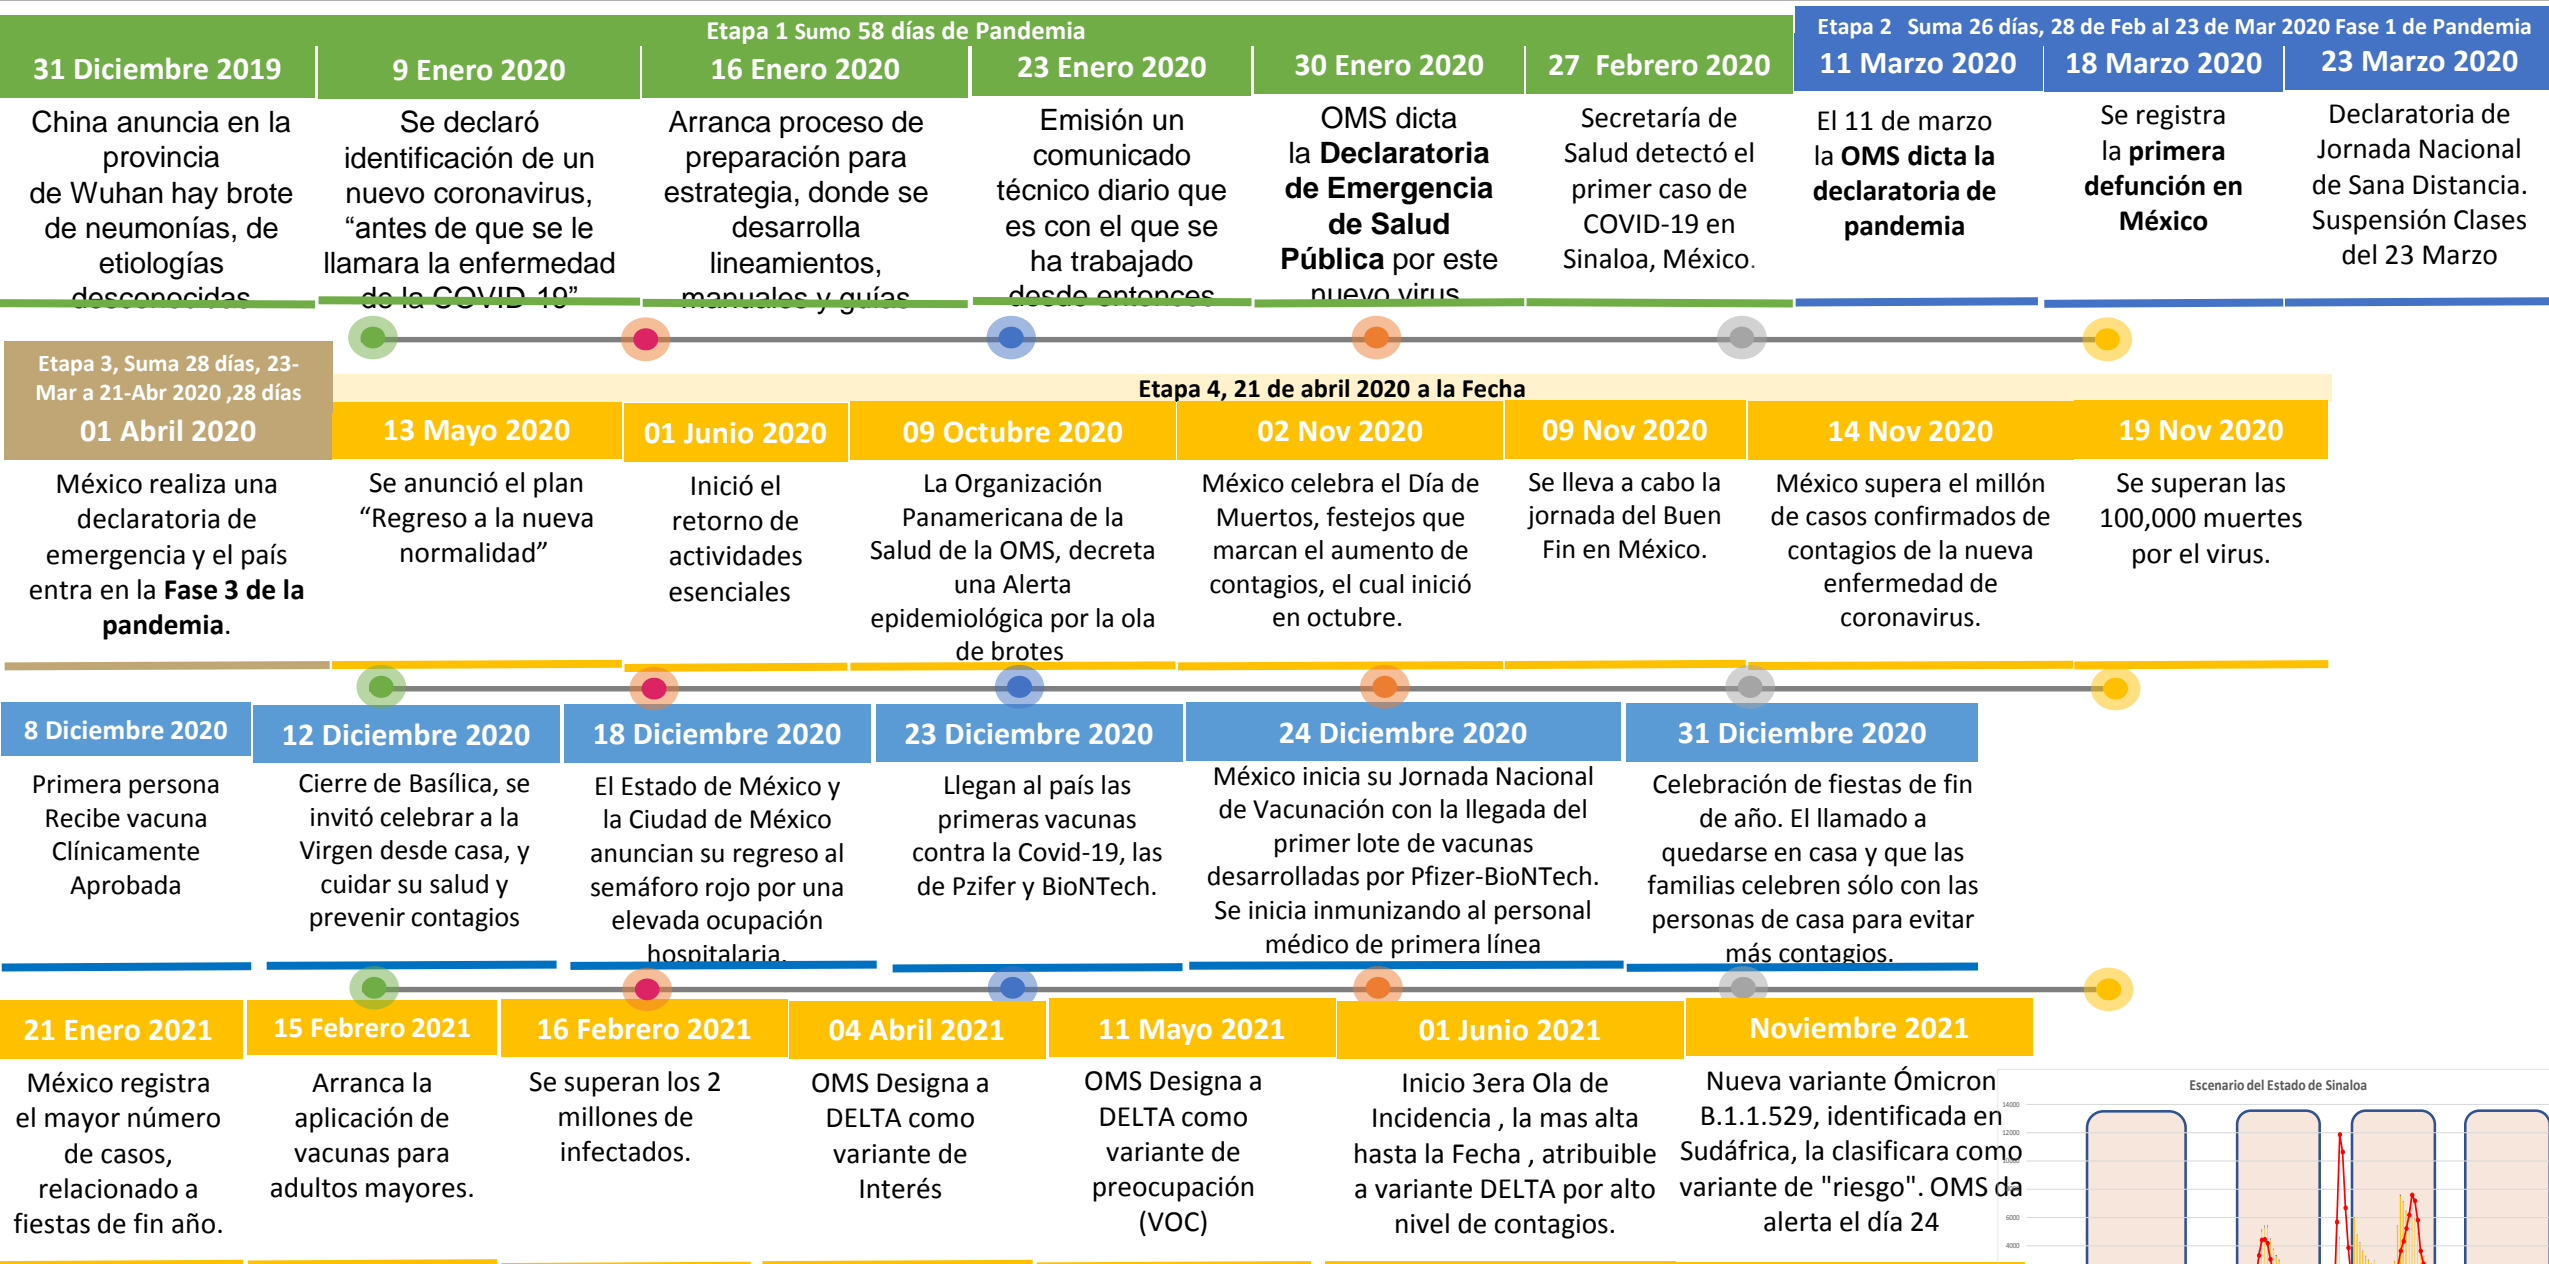 Etapa 1 Sumo 58 días de Pandemia
31 Diciembre 2019
China anuncia en la
provincia
de Wuhan hay brote
de neumonías, de
etiologías
desconocidas
9 Enero 2020
Se declaró
identificación de un
nuevo coronavirus,
“antes de que se le
llamara la enfermedad
de la COVID-19”
16 Enero 2020
Arranca proceso de
preparación para
estrategia, donde se
desarrolla
lineamientos,
manuales y guías
23 Enero 2020
Emisión un
comunicado
técnico diario que
es con el que se
ha trabajado
desde entonces
30 Enero 2020
OMS dicta
la Declaratoria
de Emergencia
de Salud
Pública por este
nuevo virus
27 Febrero 2020
Secretaría de
Salud detectó el
primer caso de
COVID-19 en
Sinaloa, México.
Etapa 2 Suma 26 días, 28 de Feb al 23 de Mar 2020 Fase 1 de Pandemia
11 Marzo 2020
El 11 de marzo
la OMS dicta la
declaratoria de
pandemia
18 Marzo 2020
Se registra
la primera
defunción en
México
23 Marzo 2020
Declaratoria de
Jornada Nacional
de Sana Distancia.
Suspensión Clases
del 23 Marzo
Etapa 3, Suma 28 días, 23-
Mar a 21-Abr 2020 ,28 días
01 Abril 2020
México realiza una
declaratoria de
emergencia y el país
entra en la Fase 3 de la
pandemia.
Etapa 4, 21 de abril 2020 a la Fecha
13 Mayo 2020
Se anunció el plan
“Regreso a la nueva
normalidad”
01 Junio 2020
Inició el
retorno de
actividades
esenciales
09 Octubre 2020
La Organización
Panamericana de la
Salud de la OMS, decreta
una Alerta
epidemiológica por la ola
de brotes
02 Nov 2020
México celebra el Día de
Muertos, festejos que
marcan el aumento de
contagios, el cual inició
en octubre.
09 Nov 2020
Se lleva a cabo la
jornada del Buen
Fin en México.
14 Nov 2020
México supera el millón
de casos confirmados de
contagios de la nueva
enfermedad de
coronavirus.
19 Nov 2020
Se superan las
100,000 muertes
por el virus.
8 Diciembre 2020
Primera persona
Recibe vacuna
Clínicamente
Aprobada
12 Diciembre 2020
Cierre de Basílica, se
invitó celebrar a la
Virgen desde casa, y
cuidar su salud y
prevenir contagios
18 Diciembre 2020
El Estado de México y
la Ciudad de México
anuncian su regreso al
semáforo rojo por una
elevada ocupación
hospitalaria.
23 Diciembre 2020
Llegan al país las
primeras vacunas
contra la Covid-19, las
de Pzifer y BioNTech.
24 Diciembre 2020
México inicia su Jornada Nacional
de Vacunación con la llegada del
primer lote de vacunas
desarrolladas por Pfizer-BioNTech.
Se inicia inmunizando al personal
médico de primera línea
31 Diciembre 2020
Celebración de fiestas de fin
de año. El llamado a
quedarse en casa y que las
familias celebren sólo con las
personas de casa para evitar
más contagios.
21 Enero 2021
México registra
el mayor número
de casos,
relacionado a
fiestas de fin año.
15 Febrero 2021
Arranca la
aplicación de
vacunas para
adultos mayores.
16 Febrero 2021
Se superan los 2
millones de
infectados.
04 Abril 2021
OMS Designa a
DELTA como
variante de
Interés
11 Mayo 2021
OMS Designa a
DELTA como
variante de
preocupación
(VOC)
01 Junio 2021
Inicio 3era Ola de
Incidencia , la mas alta
hasta la Fecha , atribuible
a variante DELTA por alto
nivel de contagios.
Noviembre 2021
Nueva variante Ómicron
B.1.1.529, identificada en
Sudáfrica, la clasificara como
variante de "riesgo". OMS da
alerta el día 24
Escenario del Estado de Sinaloa
14000
12000
6000
4000